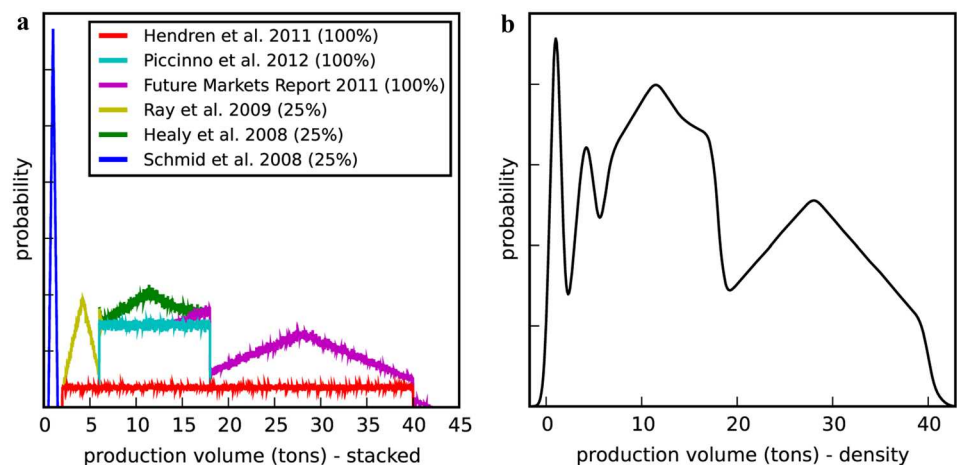 a
Hendren et al. 2011 (100%)
Piccinno et al. 2012 (100%)
Future Markets Report 2011 (100%)
Ray et al. 2009 (25%)
Healy et al. 2008 (25%)
Schmid et al. 2008 (25%)
probability
0 5 10 15 20 25 30 35 40 45
production volume (tons) - stacked
b
probability
0 10 20 30 40
production volume (tons) - density